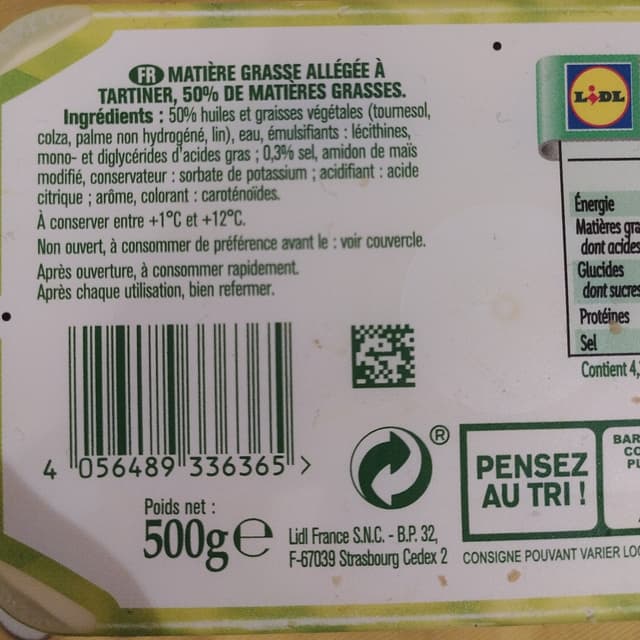 FR MATIÈRE GRASSE ALLÉGÉE À
TARTINER, 50% DE MATIÈRES GRASSES.
Ingrédients : 50% huiles et graisses végétales (tournesol,
colza, palme non hydrogéné, lin), eau, émulsifiants : lécithines,
mono- et diglycérides d'acides gras ; 0,3% sel, amidon de maïs
modifié, conservateur : sorbate de potassium ; acidifiant : acide
citrique ; arôme, colorant : caroténoïdes.
À conserver entre +1°C et +12°C.
Non ouvert, à consommer de préférence avant le : voir couvercle.
Après ouverture, à consommer rapidement.
Après chaque utilisation, bien refermer.
4 056489 336365 >
Poids net :
500g e
Lidl France S.N.C. - B.P. 32,
F-67039 Strasbourg Cedex 2
LIDL
Énergie
Matières gra
dont acides
Glucides
dont sucres
Protéines
Sel
Contient 4,
®
PENSEZ
AU TRI !
BAR
CO
PU
CONSIGNE POUVANT VARIER LOC